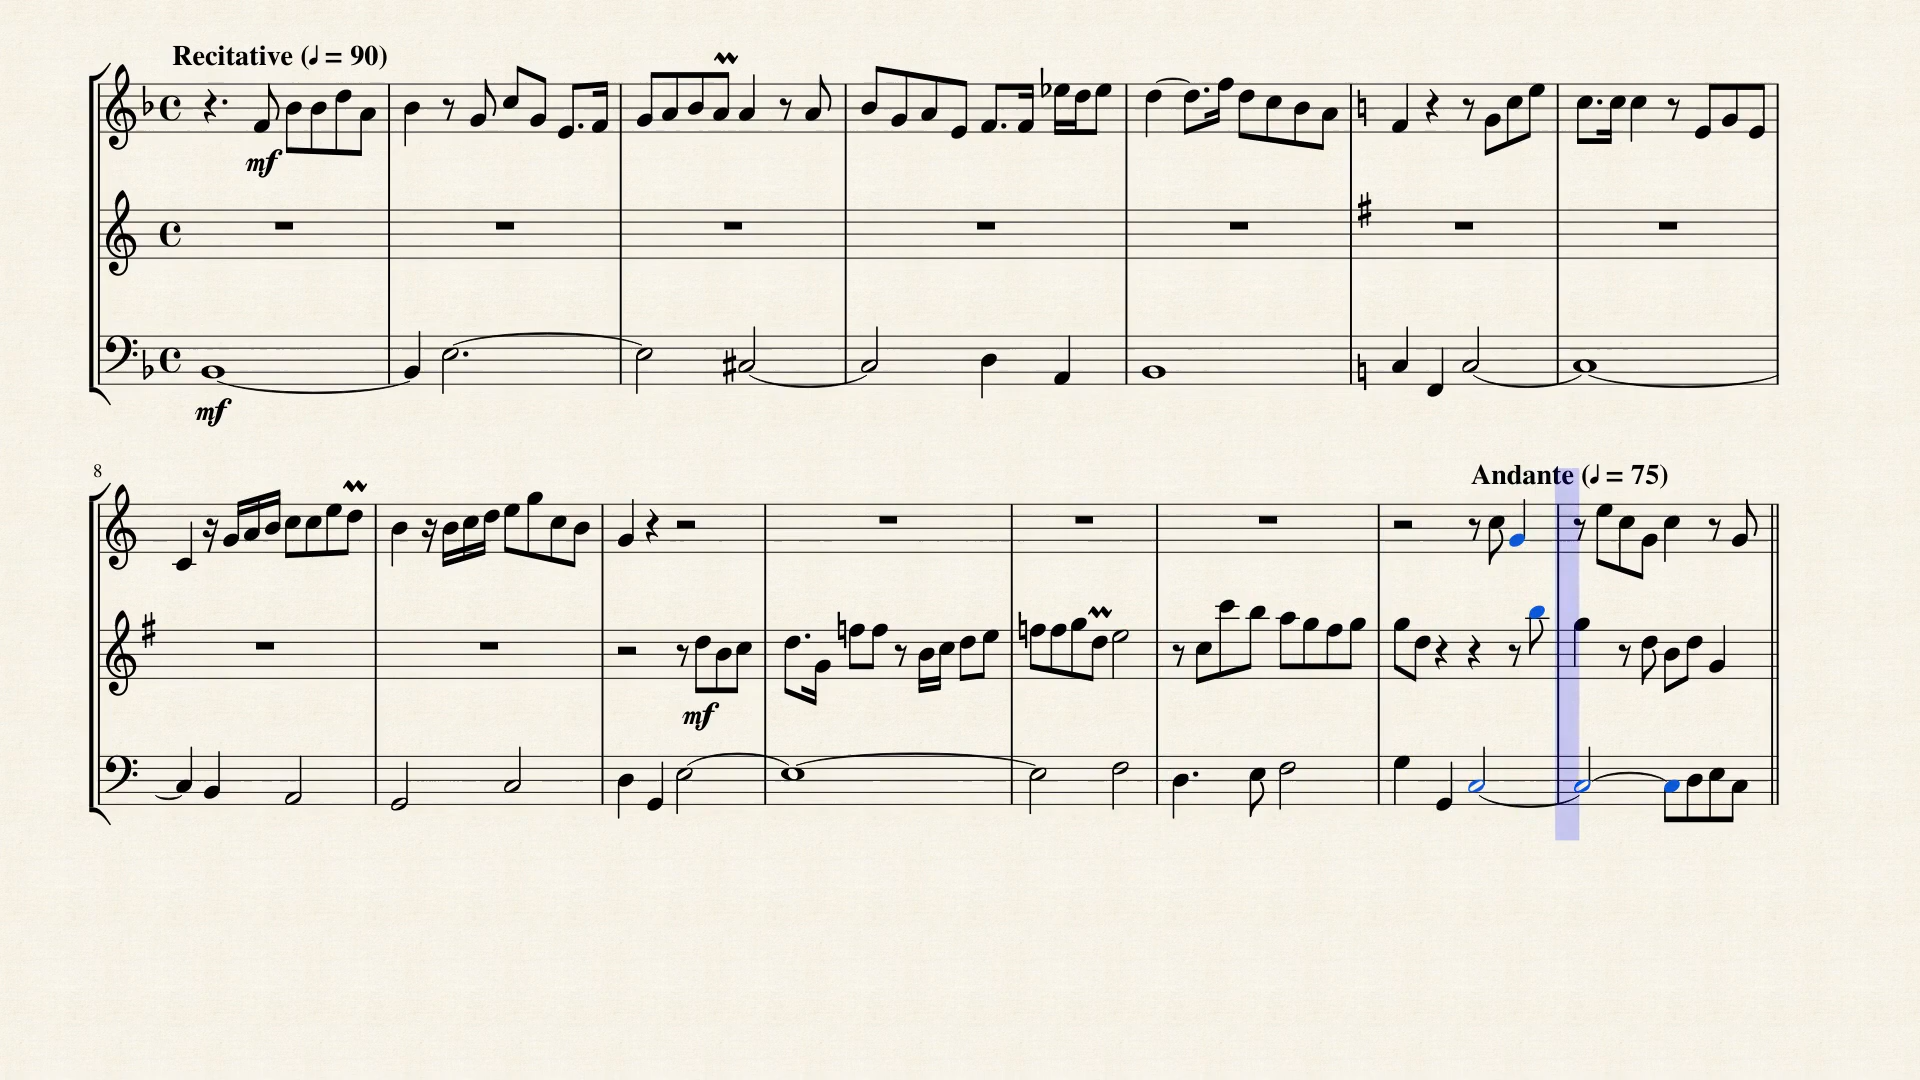 Recitative (♩ = 90)
mf
mf
8
Andante (♩ = 75)
mf